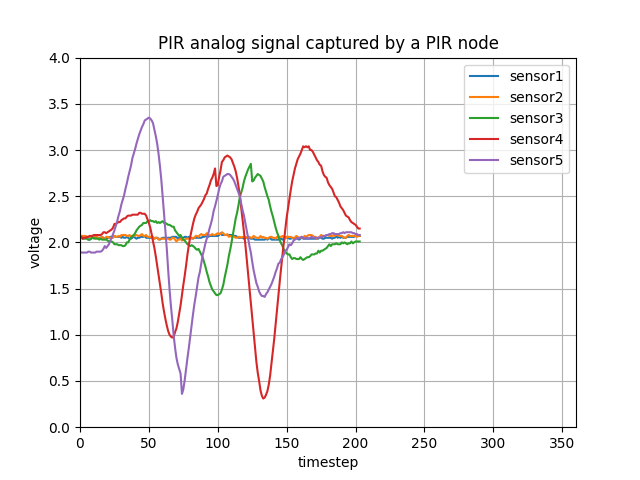 PIR analog signal captured by a PIR node
4.0
3.5
3.0
2.5
2.0
1.5
1.0
0.5
0.0
voltage
sensor1
sensor2
sensor3
sensor4
sensor5
0 50 100 150 200 250 300 350
timestep